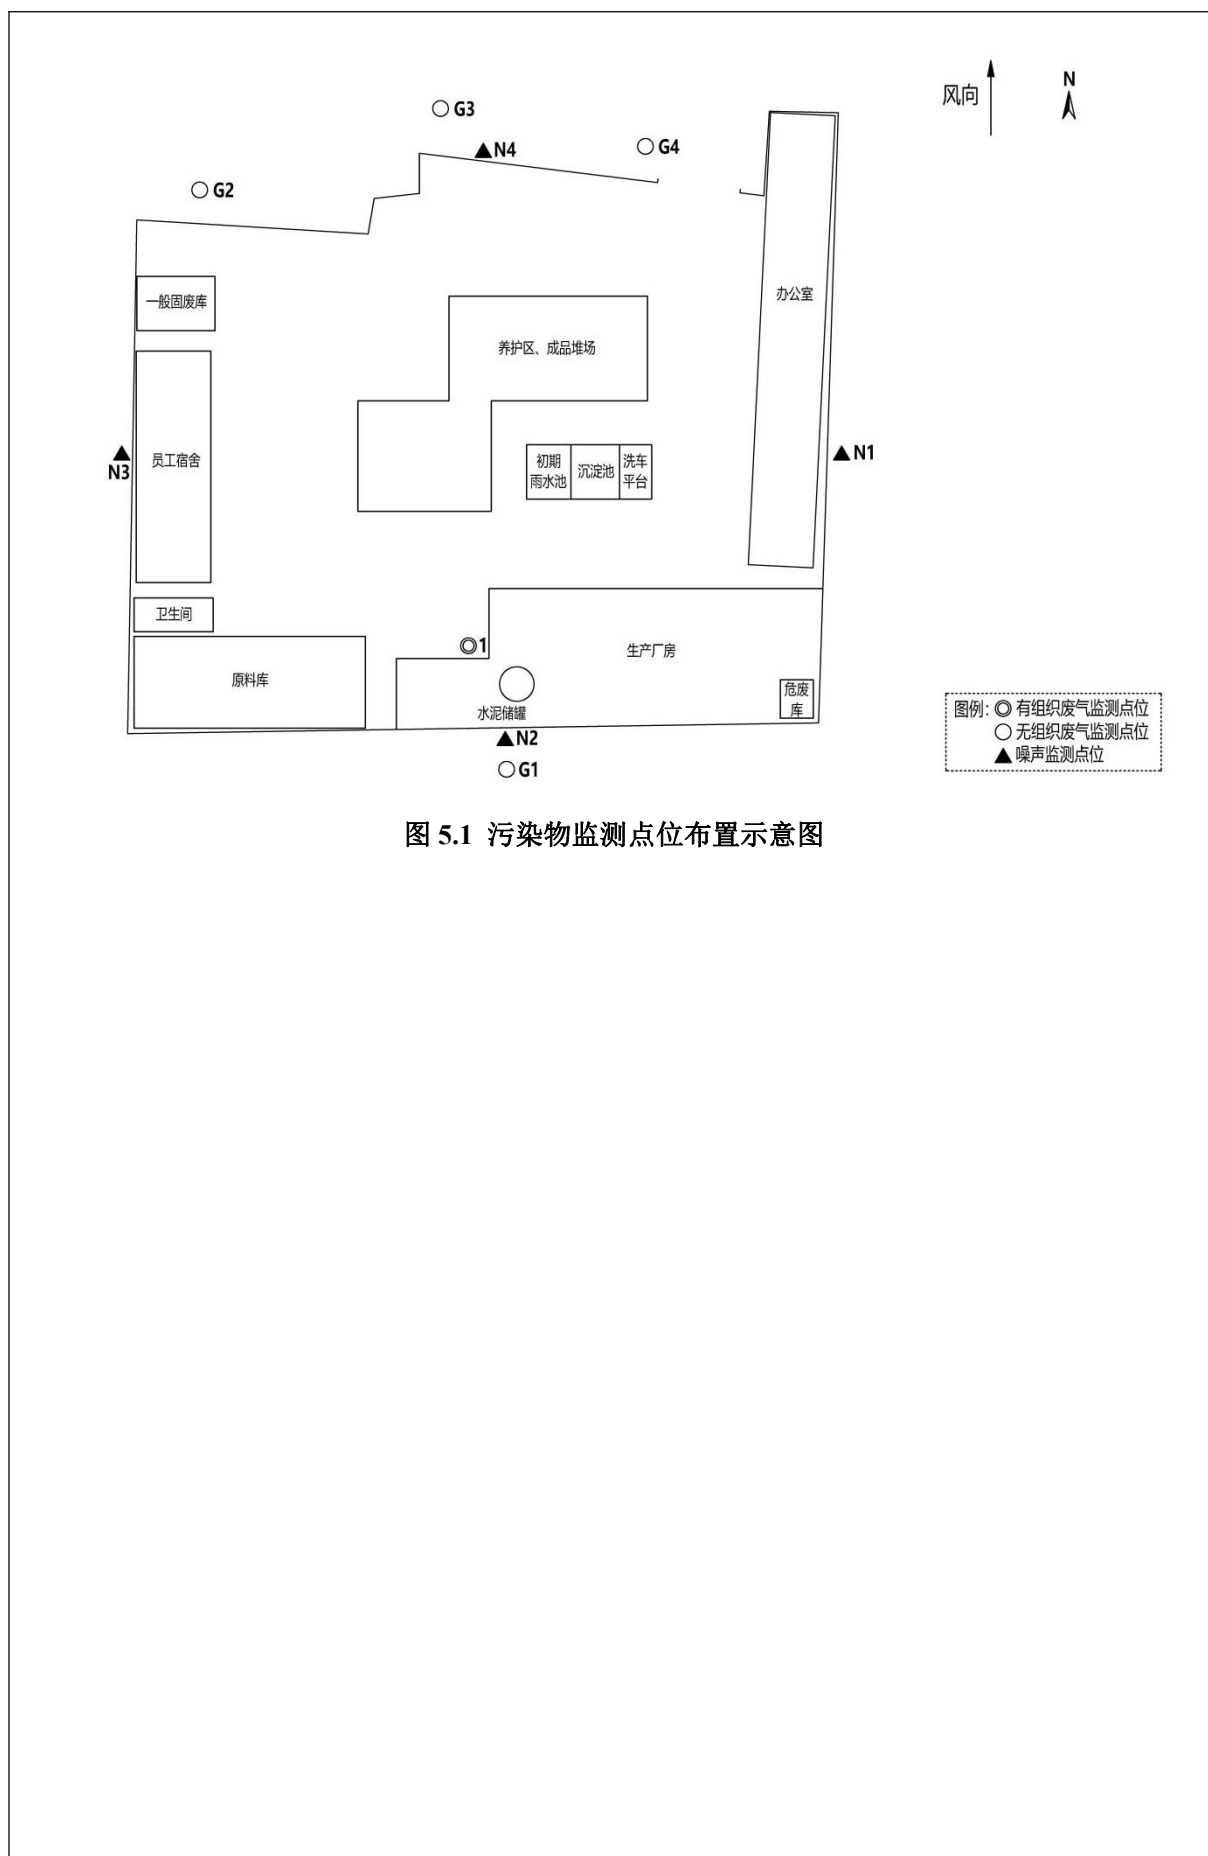 风向
N
G3
N4
G4
G2
一般固废库
办公室
养护区、成品堆场
员工宿舍
N3
初期
雨水池
沉淀池
洗车
平台
N1
卫生间
1
生产厂房
原料库
水泥储罐
危废
库
N2
G1
图例：◎ 有组织废气监测点位
○ 无组织废气监测点位
▲ 噪声监测点位
图 5.1 污染物监测点位布置示意图